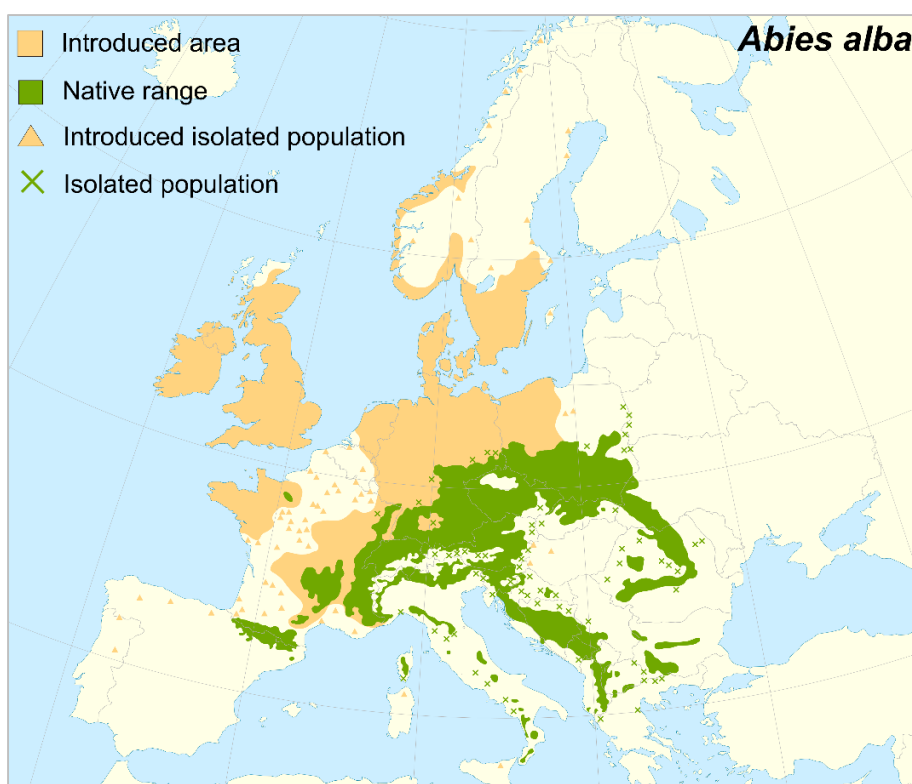 Abies alba
Introduced area
Native range
Introduced isolated population
Isolated population